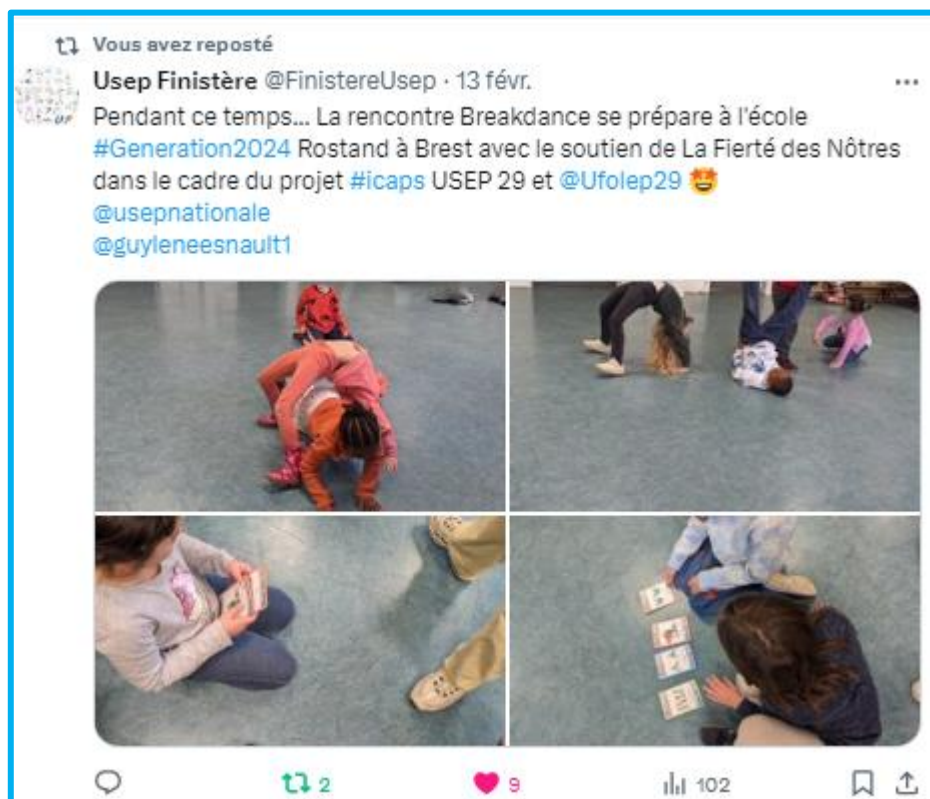 Vous avez reposté
Usep Finistère @FinistereUsep · 13 févr.
Pendant ce temps... La rencontre Breakdance se prépare à l'école
#Generation2024 Rostand à Brest avec le soutien de La Fierté des Nôtres
dans le cadre du projet #icaps USEP 29 et @Ufolep29 🤩
@usepnationale
@guyleneesnault1
2 9 102